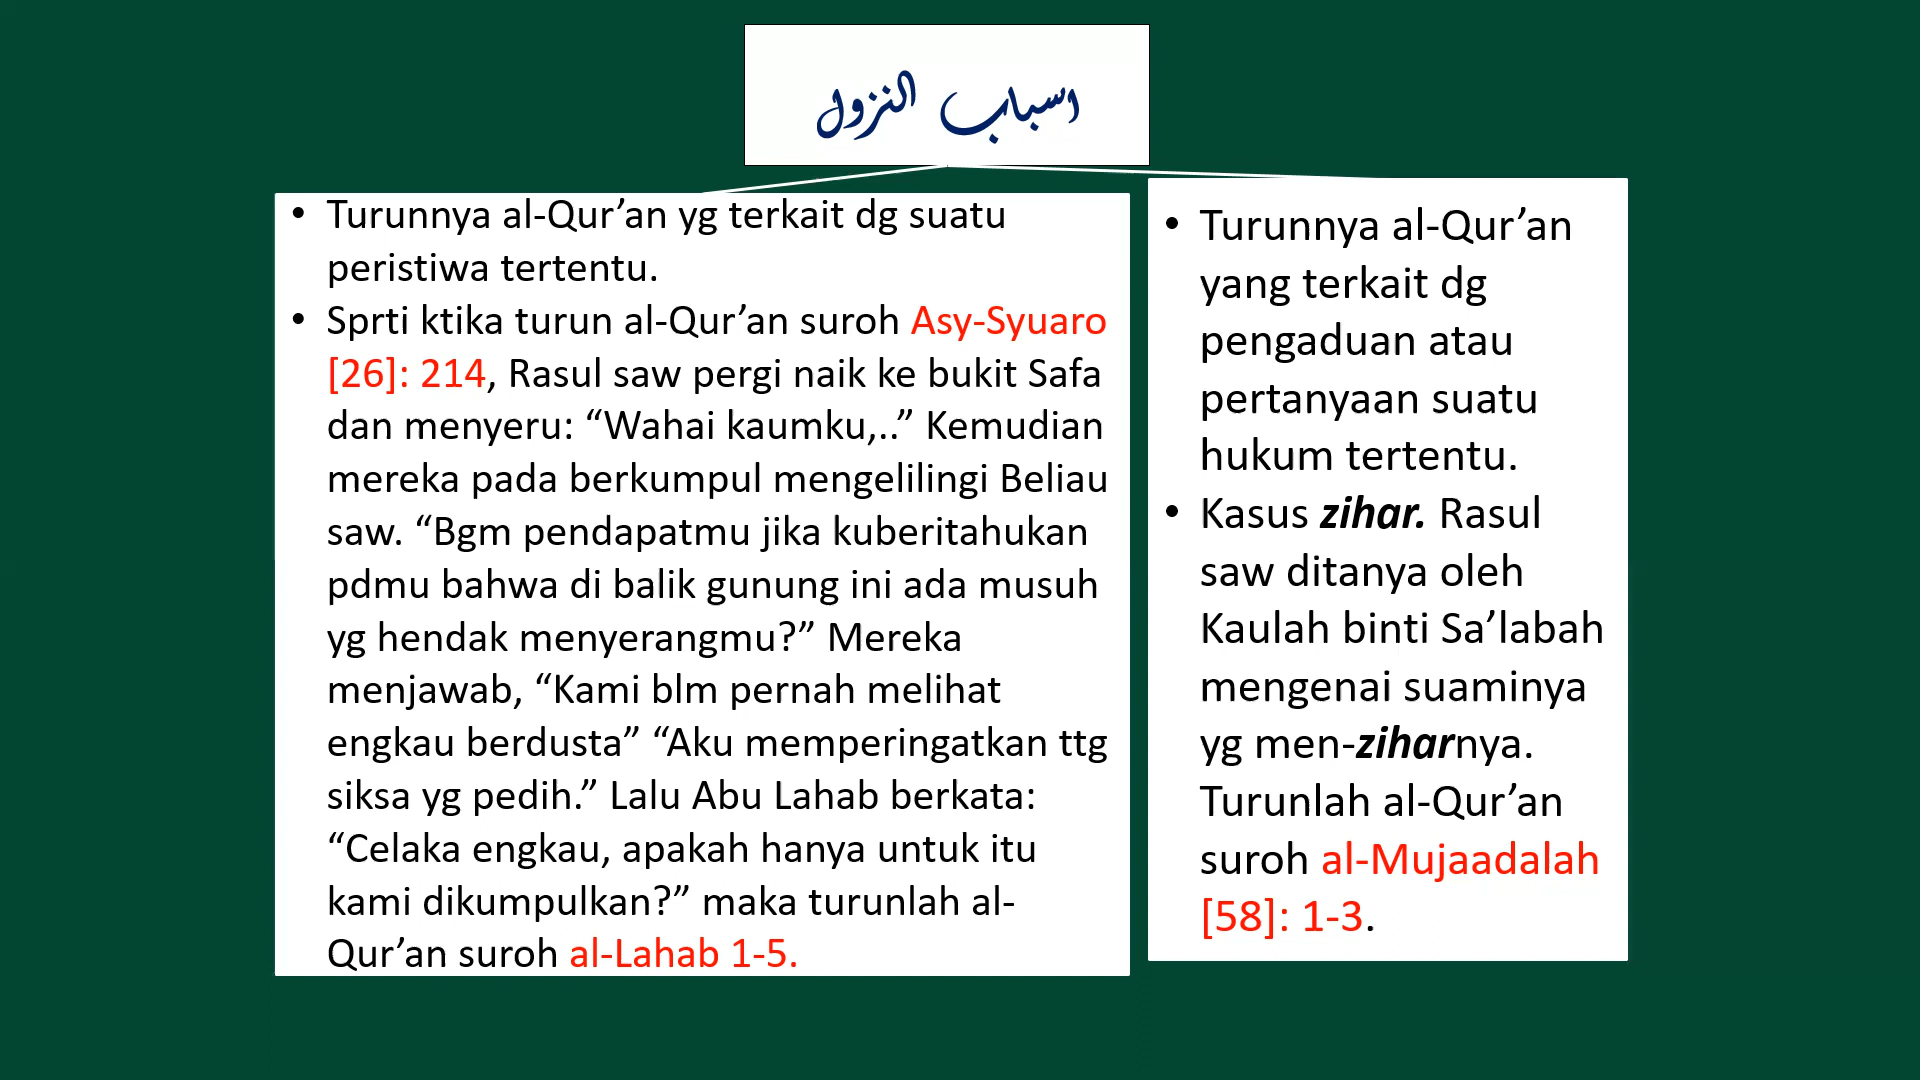 اسباب النزول
• Turunnya al-Qur’an yg terkait dg suatu
peristiwa tertentu.
• Sprti ktika turun al-Qur’an suroh Asy-Syuaro
[26]: 214, Rasul saw pergi naik ke bukit Safa
dan menyeru: “Wahai kaumku,..” Kemudian
mereka pada berkumpul mengelilingi Beliau
saw. “Bgm pendapatmu jika kuberitahukan
pdmu bahwa di balik gunung ini ada musuh
yg hendak menyerangmu?” Mereka
menjawab, “Kami blm pernah melihat
engkau berdusta” “Aku memperingatkan ttg
siksa yg pedih.” Lalu Abu Lahab berkata:
“Celaka engkau, apakah hanya untuk itu
kami dikumpulkan?” maka turunlah al-
Qur’an suroh al-Lahab 1-5.
• Turunnya al-Qur’an
yang terkait dg
pengaduan atau
pertanyaan suatu
hukum tertentu.
• Kasus zihar. Rasul
saw ditanya oleh
Kaulah binti Sa’labah
mengenai suaminya
yg men-ziharnya.
Turunlah al-Qur’an
suroh al-Mujaadalah
[58]: 1-3.